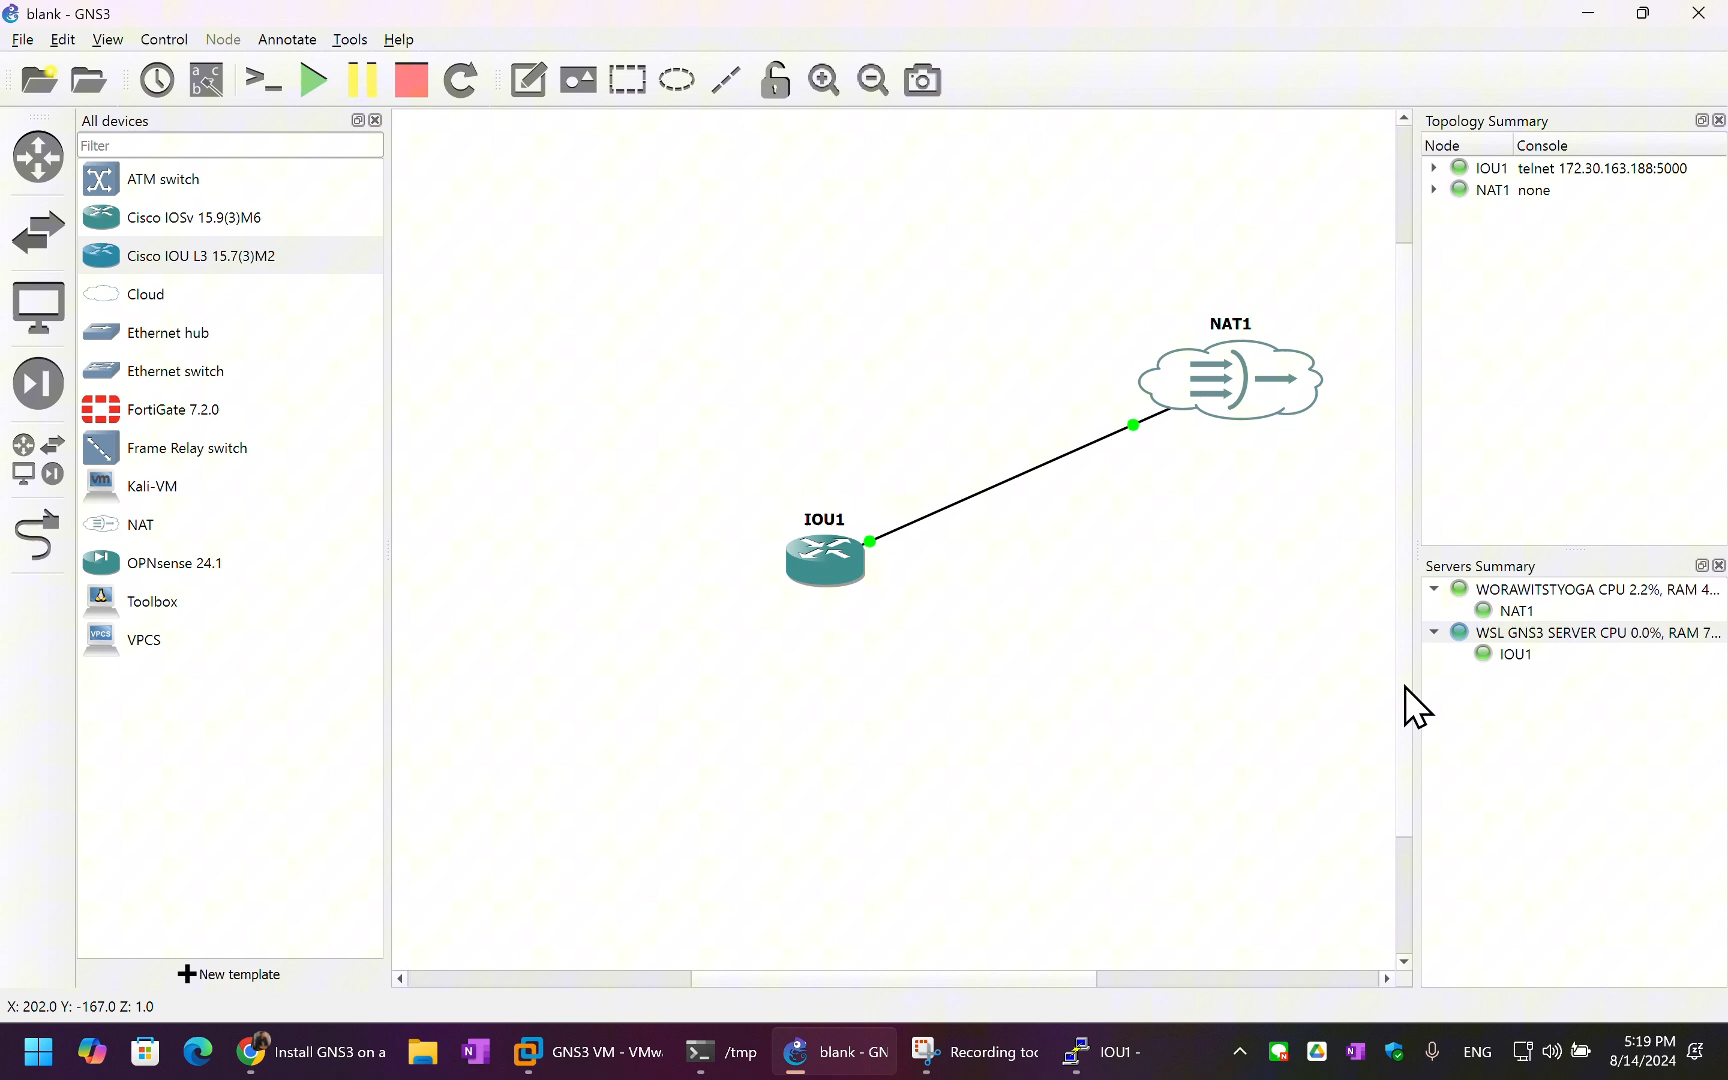 blank - GNS3
File Edit View Control Node Annotate Tools Help
All devices
Filter
ATM switch
Cisco IOSv 15.9(3)M6
Cisco IOU L3 15.7(3)M2
Cloud
Ethernet hub
Ethernet switch
FortiGate 7.2.0
Frame Relay switch
vm
Kali-VM
NAT
OPNsense 24.1
Toolbox
VPCS
VPCS
New template
X: 202.0 Y: -167.0 Z: 1.0
NAT1
IOU1
Topology Summary
Node Console
IOU1 telnet 172.30.163.188:5000
NAT1 none
Servers Summary
WORAWITSTYOGA CPU 2.2%, RAM 4...
NAT1
WSL GNS3 SERVER CPU 0.0%, RAM 7...
IOU1
Install GNS3 on a
GNS3 VM - VMw
/tmp
blank - GN
Recording too
IOU1 -
ENG
5:19 PM
8/14/2024